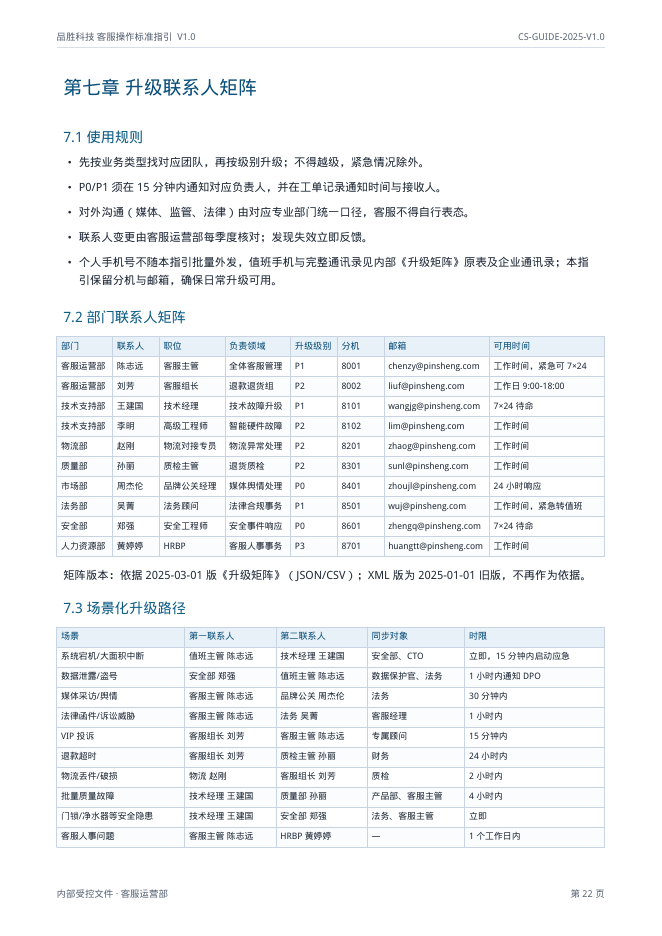 品胜科技 客服操作标准指引 V1.0
CS-GUIDE-2025-V1.0
第七章 升级联系人矩阵
7.1 使用规则
• 先按业务类型找对应团队，再按级别升级；不得越级，紧急情况除外。
• P0/P1 须在 15 分钟内通知对应负责人，并在工单记录通知时间与接收人。
• 对外沟通（媒体、监管、法律）由对应专业部门统一口径，客服不得自行表态。
• 联系人变更由客服运营部每季度核对；发现失效立即反馈。
• 个人手机号不随本指引批量外发，值班手机与完整通讯录见内部《升级矩阵》原表及企业通讯录；本指
引保留分机与邮箱，确保日常升级可用。
7.2 部门联系人矩阵
部门 联系人 职位 负责领域 升级级别 分机 邮箱 可用时间
客服运营部 陈志远 客服主管 全体客服管理 P1 8001 chenzy@pinsheng.com 工作时间，紧急可 7×24
客服运营部 刘芳 客服组长 退款退货组 P2 8002 liuf@pinsheng.com 工作日 9:00-18:00
技术支持部 王建国 技术经理 技术故障升级 P1 8101 wangjg@pinsheng.com 7×24 待命
技术支持部 李明 高级工程师 智能硬件故障 P2 8102 lim@pinsheng.com 工作时间
物流部 赵刚 物流对接专员 物流异常处理 P2 8201 zhaog@pinsheng.com 工作时间
质量部 孙丽 质检主管 退货质检 P2 8301 sunl@pinsheng.com 工作时间
市场部 周杰伦 品牌公关经理 媒体舆情处理 P0 8401 zhoujl@pinsheng.com 24 小时响应
法务部 吴菁 法务顾问 法律合规事务 P1 8501 wuj@pinsheng.com 工作时间，紧急转值班
安全部 郑强 安全工程师 安全事件响应 P0 8601 zhengq@pinsheng.com 7×24 待命
人力资源部 黄婷婷 HRBP 客服人事事务 P3 8701 huangtt@pinsheng.com 工作时间
矩阵版本：依据 2025-03-01 版《升级矩阵》（JSON/CSV）；XML 版为 2025-01-01 旧版，不再作为依据。
7.3 场景化升级路径
场景 第一联系人 第二联系人 同步对象 时限
系统宕机/大面积中断 值班主管 陈志远 技术经理 王建国 安全部、CTO 立即，15 分钟内启动应急
数据泄露/盗号 安全部 郑强 值班主管 陈志远 数据保护官、法务 1 小时内通知 DPO
媒体采访/舆情 客服主管 陈志远 品牌公关 周杰伦 法务 30 分钟内
法律函件/诉讼威胁 客服主管 陈志远 法务 吴菁 客服经理 1 小时内
VIP 投诉 客服组长 刘芳 客服主管 陈志远 专属顾问 15 分钟内
退款超时 客服组长 刘芳 质检主管 孙丽 财务 24 小时内
物流丢件/破损 物流 赵刚 客服组长 刘芳 质检 2 小时内
批量质量故障 技术经理 王建国 质量部 孙丽 产品部、客服主管 4 小时内
门锁/净水器等安全隐患 技术经理 王建国 安全部 郑强 法务、客服主管 立即
客服人事问题 客服主管 陈志远 HRBP 黄婷婷 — 1 个工作日内
内部受控文件 · 客服运营部
第 22 页